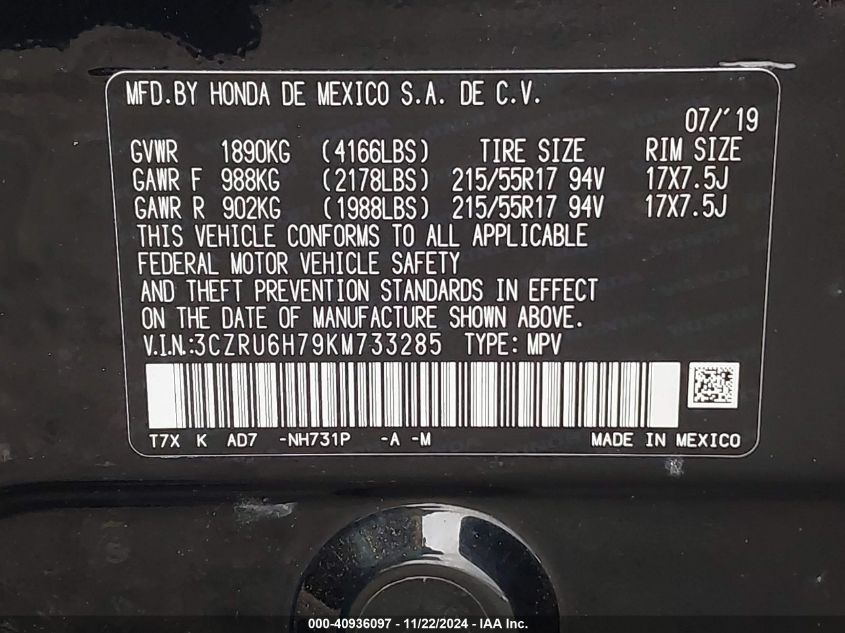 MFD.BY HONDA DE MEXICO S.A. DE C.V.
07/'19
GVWR 1890KG (4166LBS) TIRE SIZE RIM SIZE
GAWR F 988KG (2178LBS) 215/55R17 94V 17X7.5J
GAWR R 902KG (1988LBS) 215/55R17 94V 17X7.5J
THIS VEHICLE CONFORMS TO ALL APPLICABLE
FEDERAL MOTOR VEHICLE SAFETY
AND THEFT PREVENTION STANDARDS IN EFFECT
ON THE DATE OF MANUFACTURE SHOWN ABOVE.
V.I.N.:3CZRU6H79KM733285 TYPE: MPV
T7X K AD7 -NH731P -A -M MADE IN MEXICO
000-40936097 - 11/22/2024 - IAA Inc.